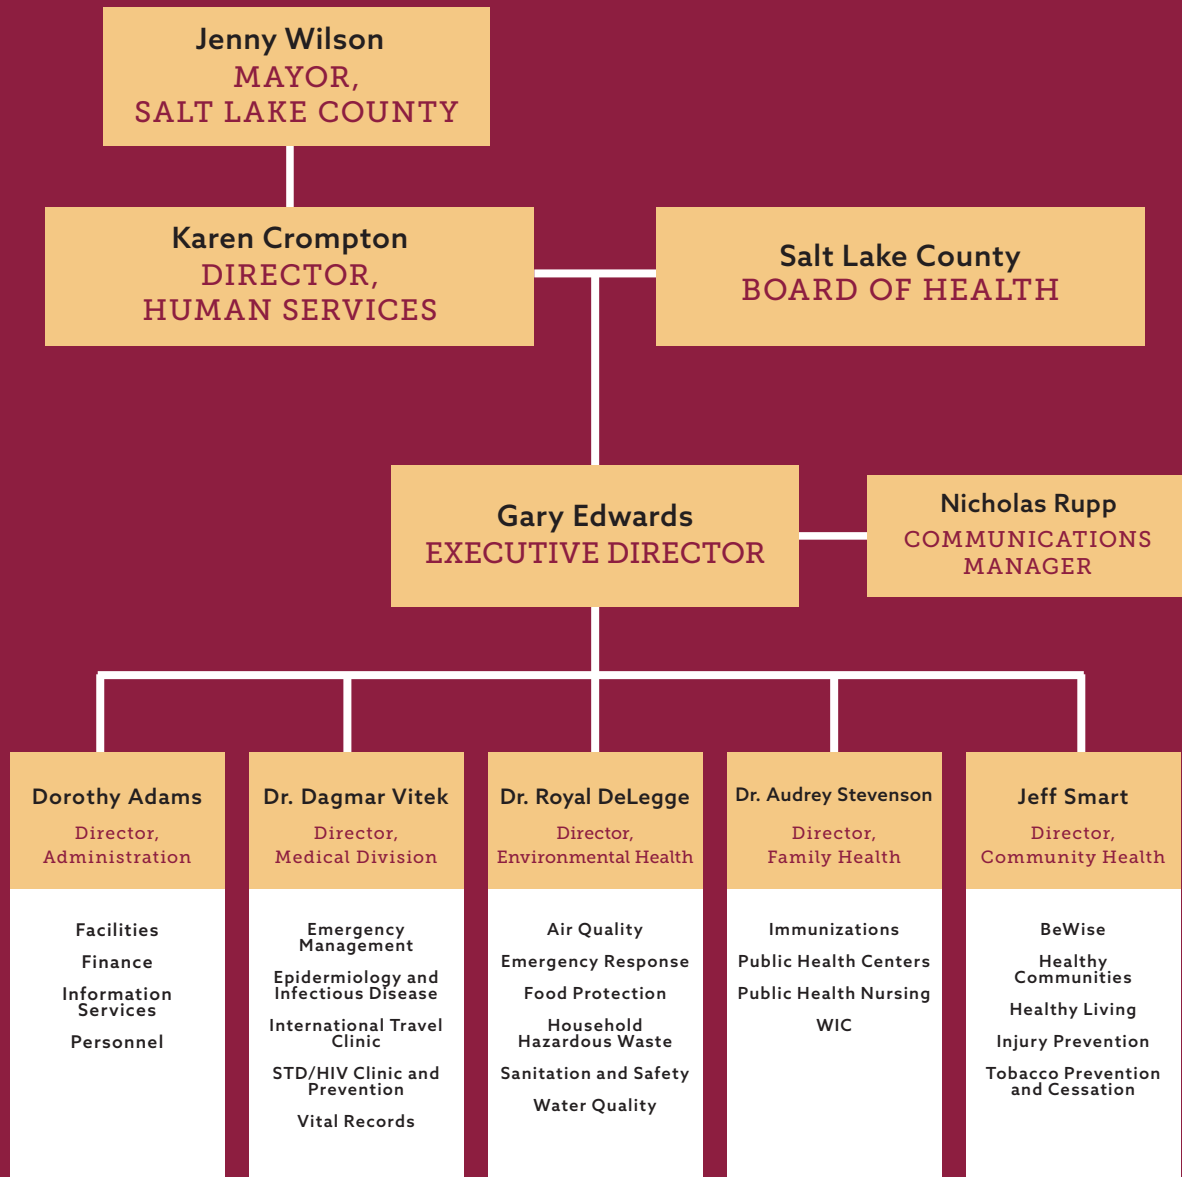 Jenny Wilson
MAYOR,
SALT LAKE COUNTY
Karen Crompton
DIRECTOR,
HUMAN SERVICES
Salt Lake County
BOARD OF HEALTH
Gary Edwards
EXECUTIVE DIRECTOR
Nicholas Rupp
COMMUNICATIONS
MANAGER
Dorothy Adams
Director,
Administration
Facilities
Finance
Information
Services
Personnel
Dr. Dagmar Vitek
Director,
Medical Division
Emergency
Management
Epidermiology and
Infectious Disease
International Travel
Clinic
STD/HIV Clinic and
Prevention
Vital Records
Dr. Royal DeLegge
Director,
Environmental Health
Air Quality
Emergency Response
Food Protection
Household
Hazardous Waste
Sanitation and Safety
Water Quality
Dr. Audrey Stevenson
Director,
Family Health
Immunizations
Public Health Centers
Public Health Nursing
WIC
Jeff Smart
Director,
Community Health
BeWise
Healthy
Communities
Healthy Living
Injury Prevention
Tobacco Prevention
and Cessation